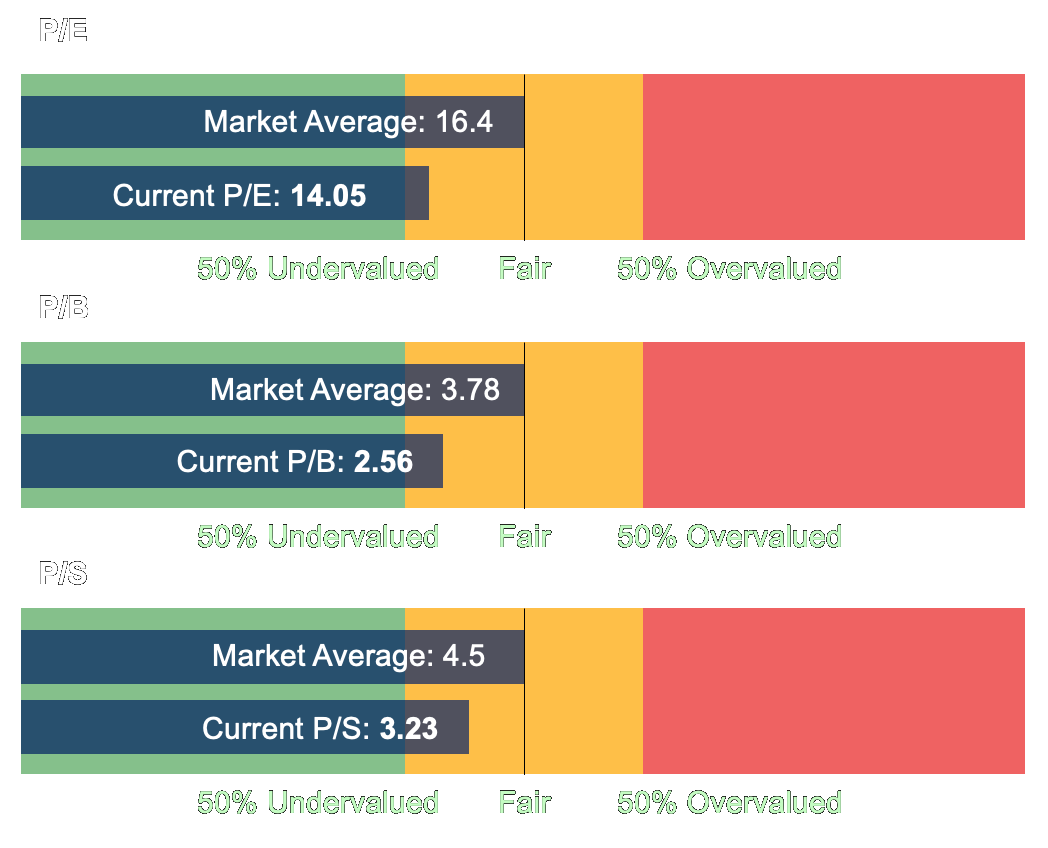 P/E
Market Average: 16.4
Current P/E: 14.05
50% Undervalued Fair 50% Overvalued
P/B
Market Average: 3.78
Current P/B: 2.56
50% Undervalued Fair 50% Overvalued
P/S
Market Average: 4.5
Current P/S: 3.23
50% Undervalued Fair 50% Overvalued